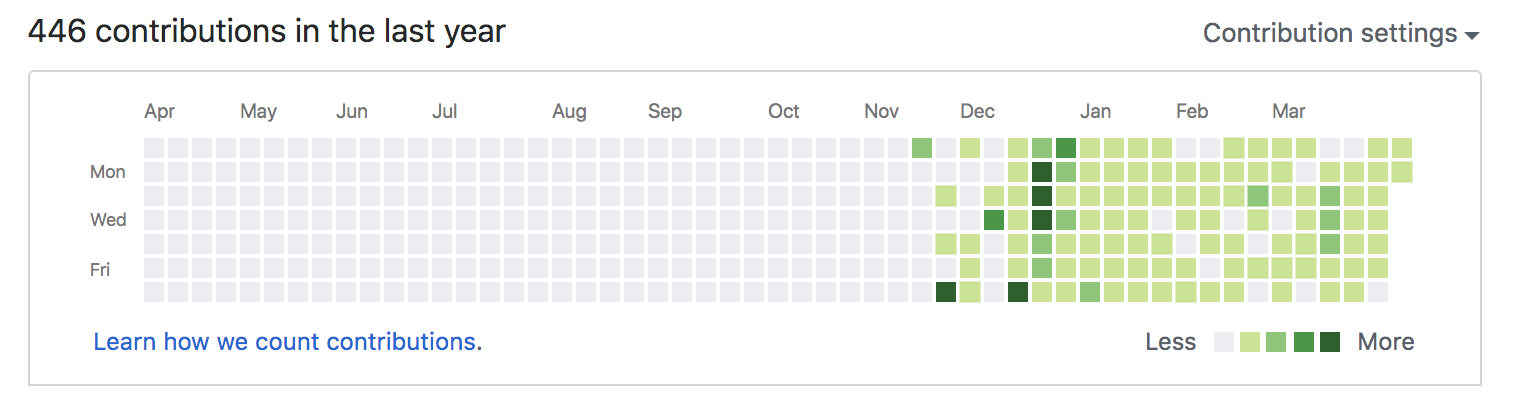 446 contributions in the last year
Contribution settings
Apr May Jun Jul Aug Sep Oct Nov Dec Jan Feb Mar
Mon
Wed
Fri
Learn how we count contributions.
Less More